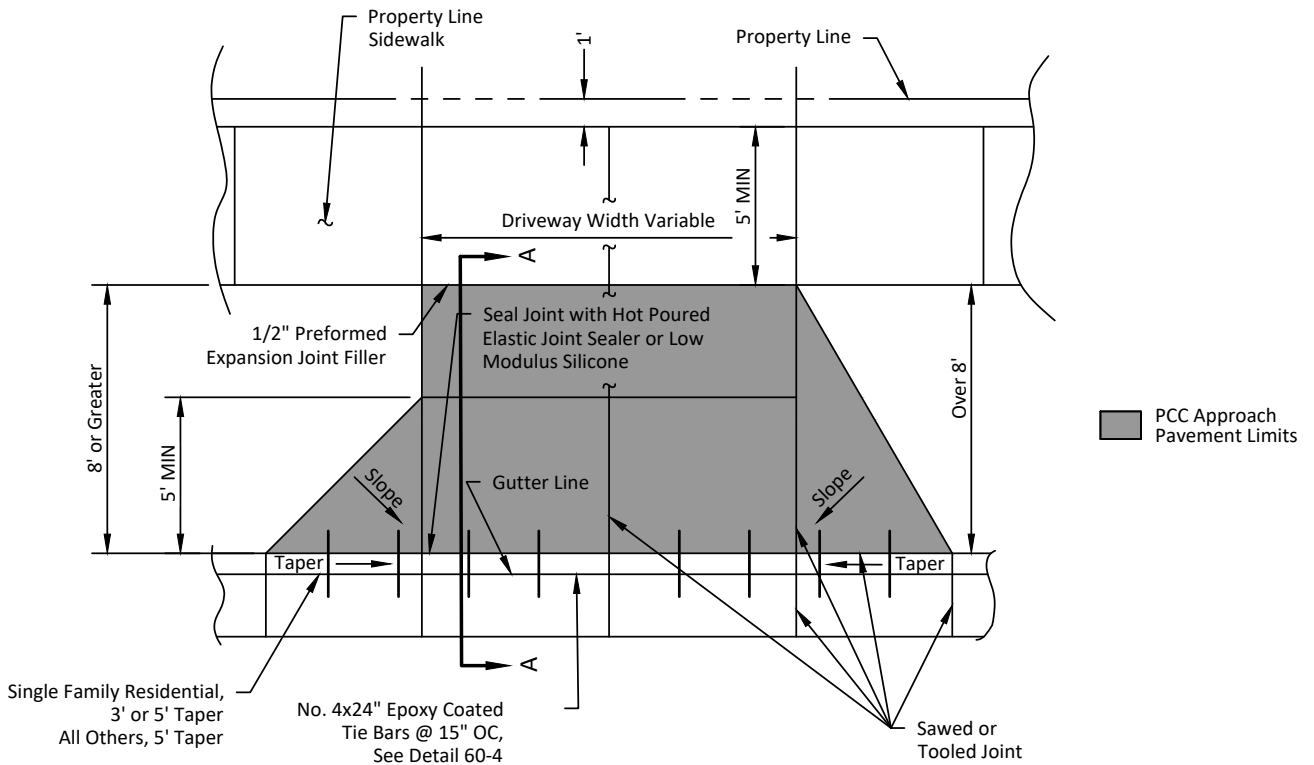 Property Line
Sidewalk
1'
Property Line
5' MIN
Driveway Width Variable
A
1/2" Preformed
Expansion Joint Filler
Seal Joint with Hot Poured
Elastic Joint Sealer or Low
Modulus Silicone
8' or Greater
5' MIN
Over 8'
PCC Approach
Pavement Limits
Slope
Gutter Line
Slope
Taper
Taper
A
Single Family Residential,
3' or 5' Taper
All Others, 5' Taper
No. 4x24" Epoxy Coated
Tie Bars @ 15" OC,
See Detail 60-4
Sawed or
Tooled Joint